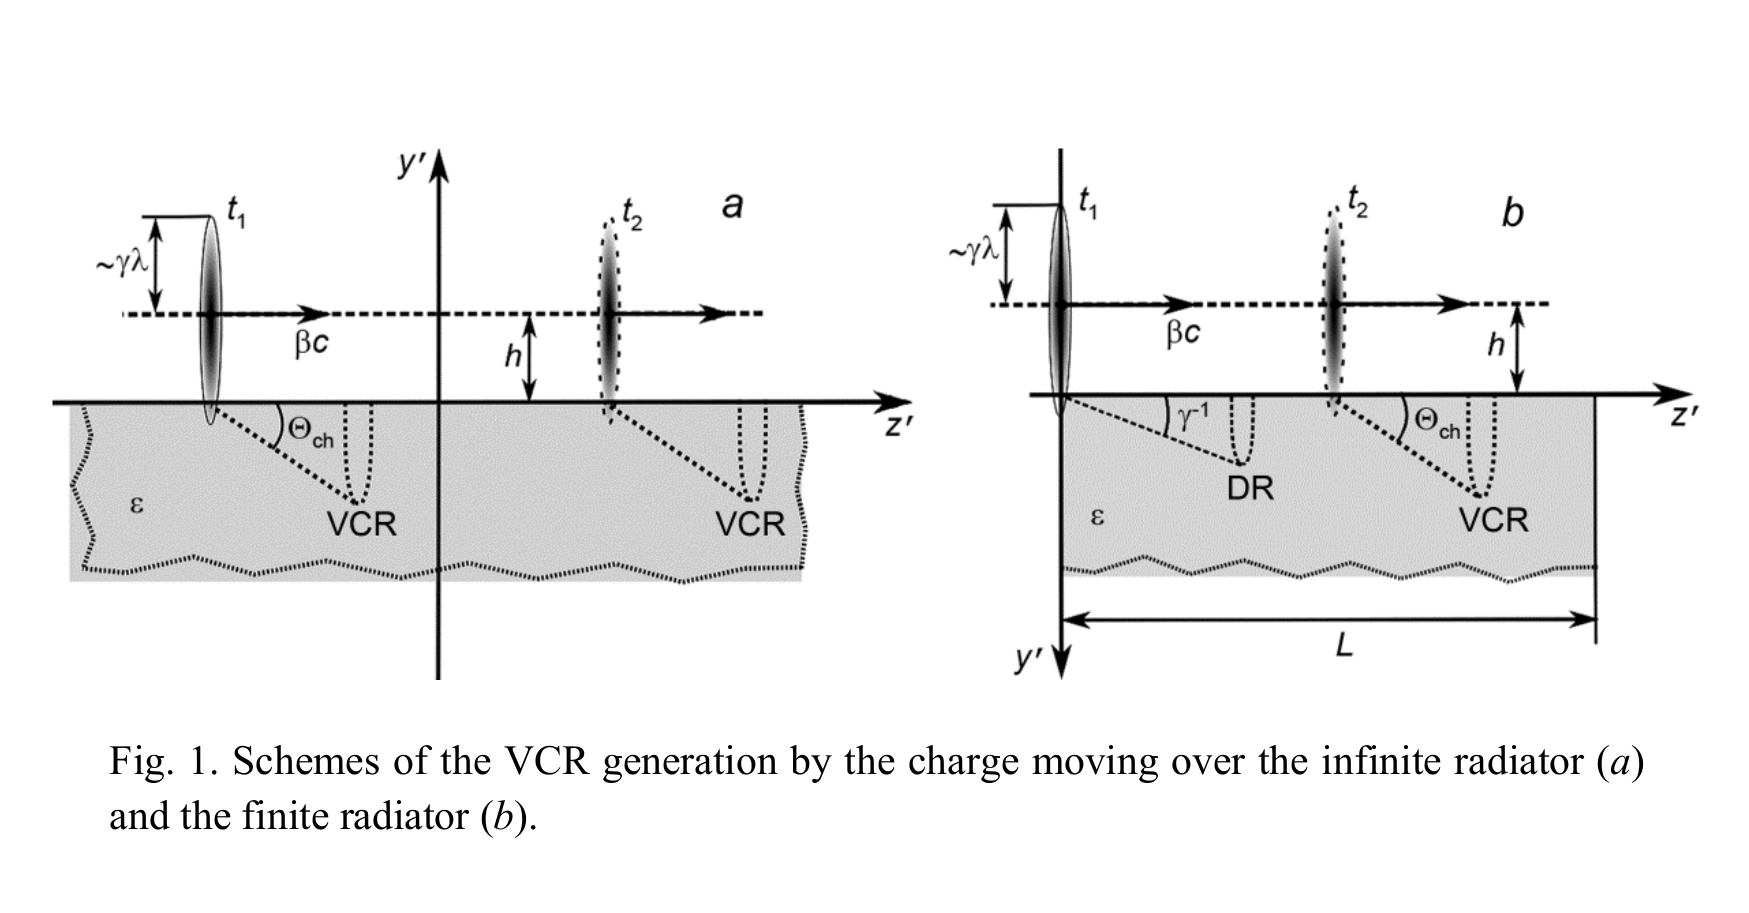 y′
t₁
t₂
a
~γλ
βc
h
z′
Θch
ε
VCR
VCR
t₁
t₂
b
~γλ
βc
h
z′
γ⁻¹
Θch
DR
ε
VCR
L
y′
Fig. 1. Schemes of the VCR generation by the charge moving over the infinite radiator (a)
and the finite radiator (b).